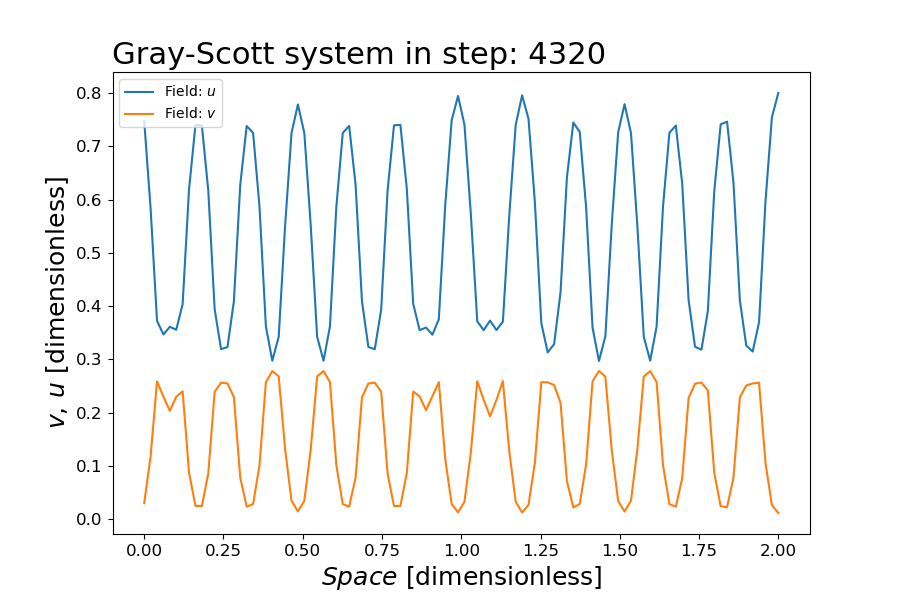 Gray-Scott system in step: 4320
Field: u
Field: v
0.8
0.7
0.6
0.5
0.4
0.3
0.2
0.1
0.0
v, u [dimensionless]
0.00 0.25 0.50 0.75 1.00 1.25 1.50 1.75 2.00
Space [dimensionless]